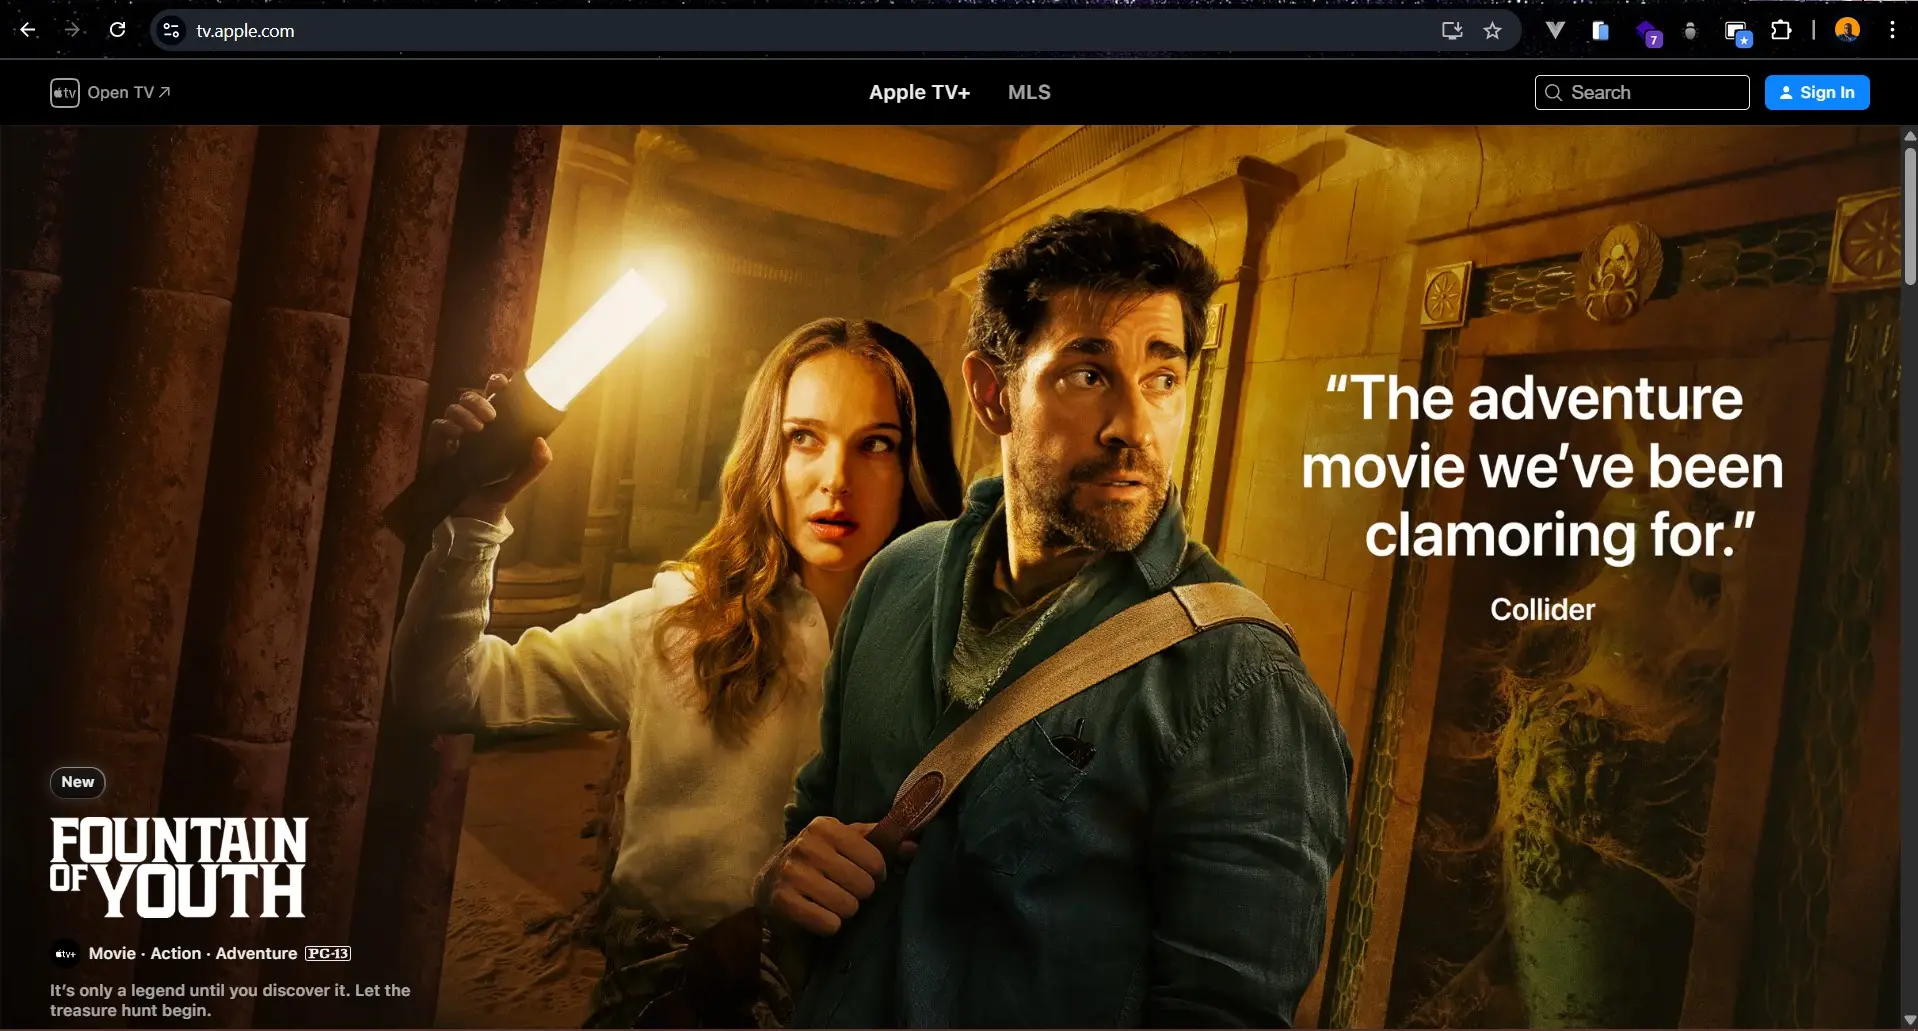 tv.apple.com
7
tv
Open TV
Apple TV+
MLS
Search
Sign In
“The adventure
movie we’ve been
clamoring for.”
Collider
New
FOUNTAIN
OF YOUTH
tv+ Movie · Action · Adventure PG-13
It’s only a legend until you discover it. Let the
treasure hunt begin.